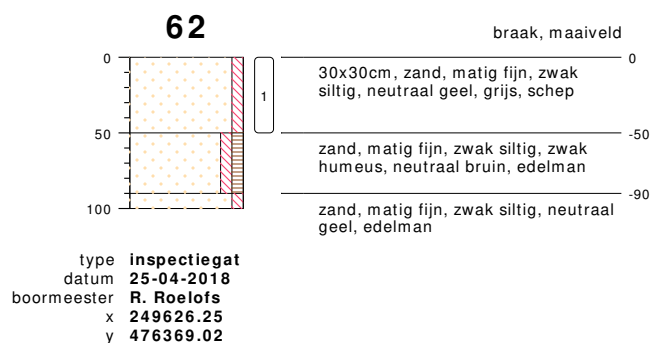 62
braak, maaiveld
0
0
30x30cm, zand, matig fijn, zwak
siltig, neutraal geel, grijs, schep
1
50
-50
zand, matig fijn, zwak siltig, zwak
humeus, neutraal bruin, edelman
-90
100
zand, matig fijn, zwak siltig, neutraal
geel, edelman
type inspectiegat
datum 25-04-2018
boormeester R. Roelofs
x 249626.25
y 476369.02